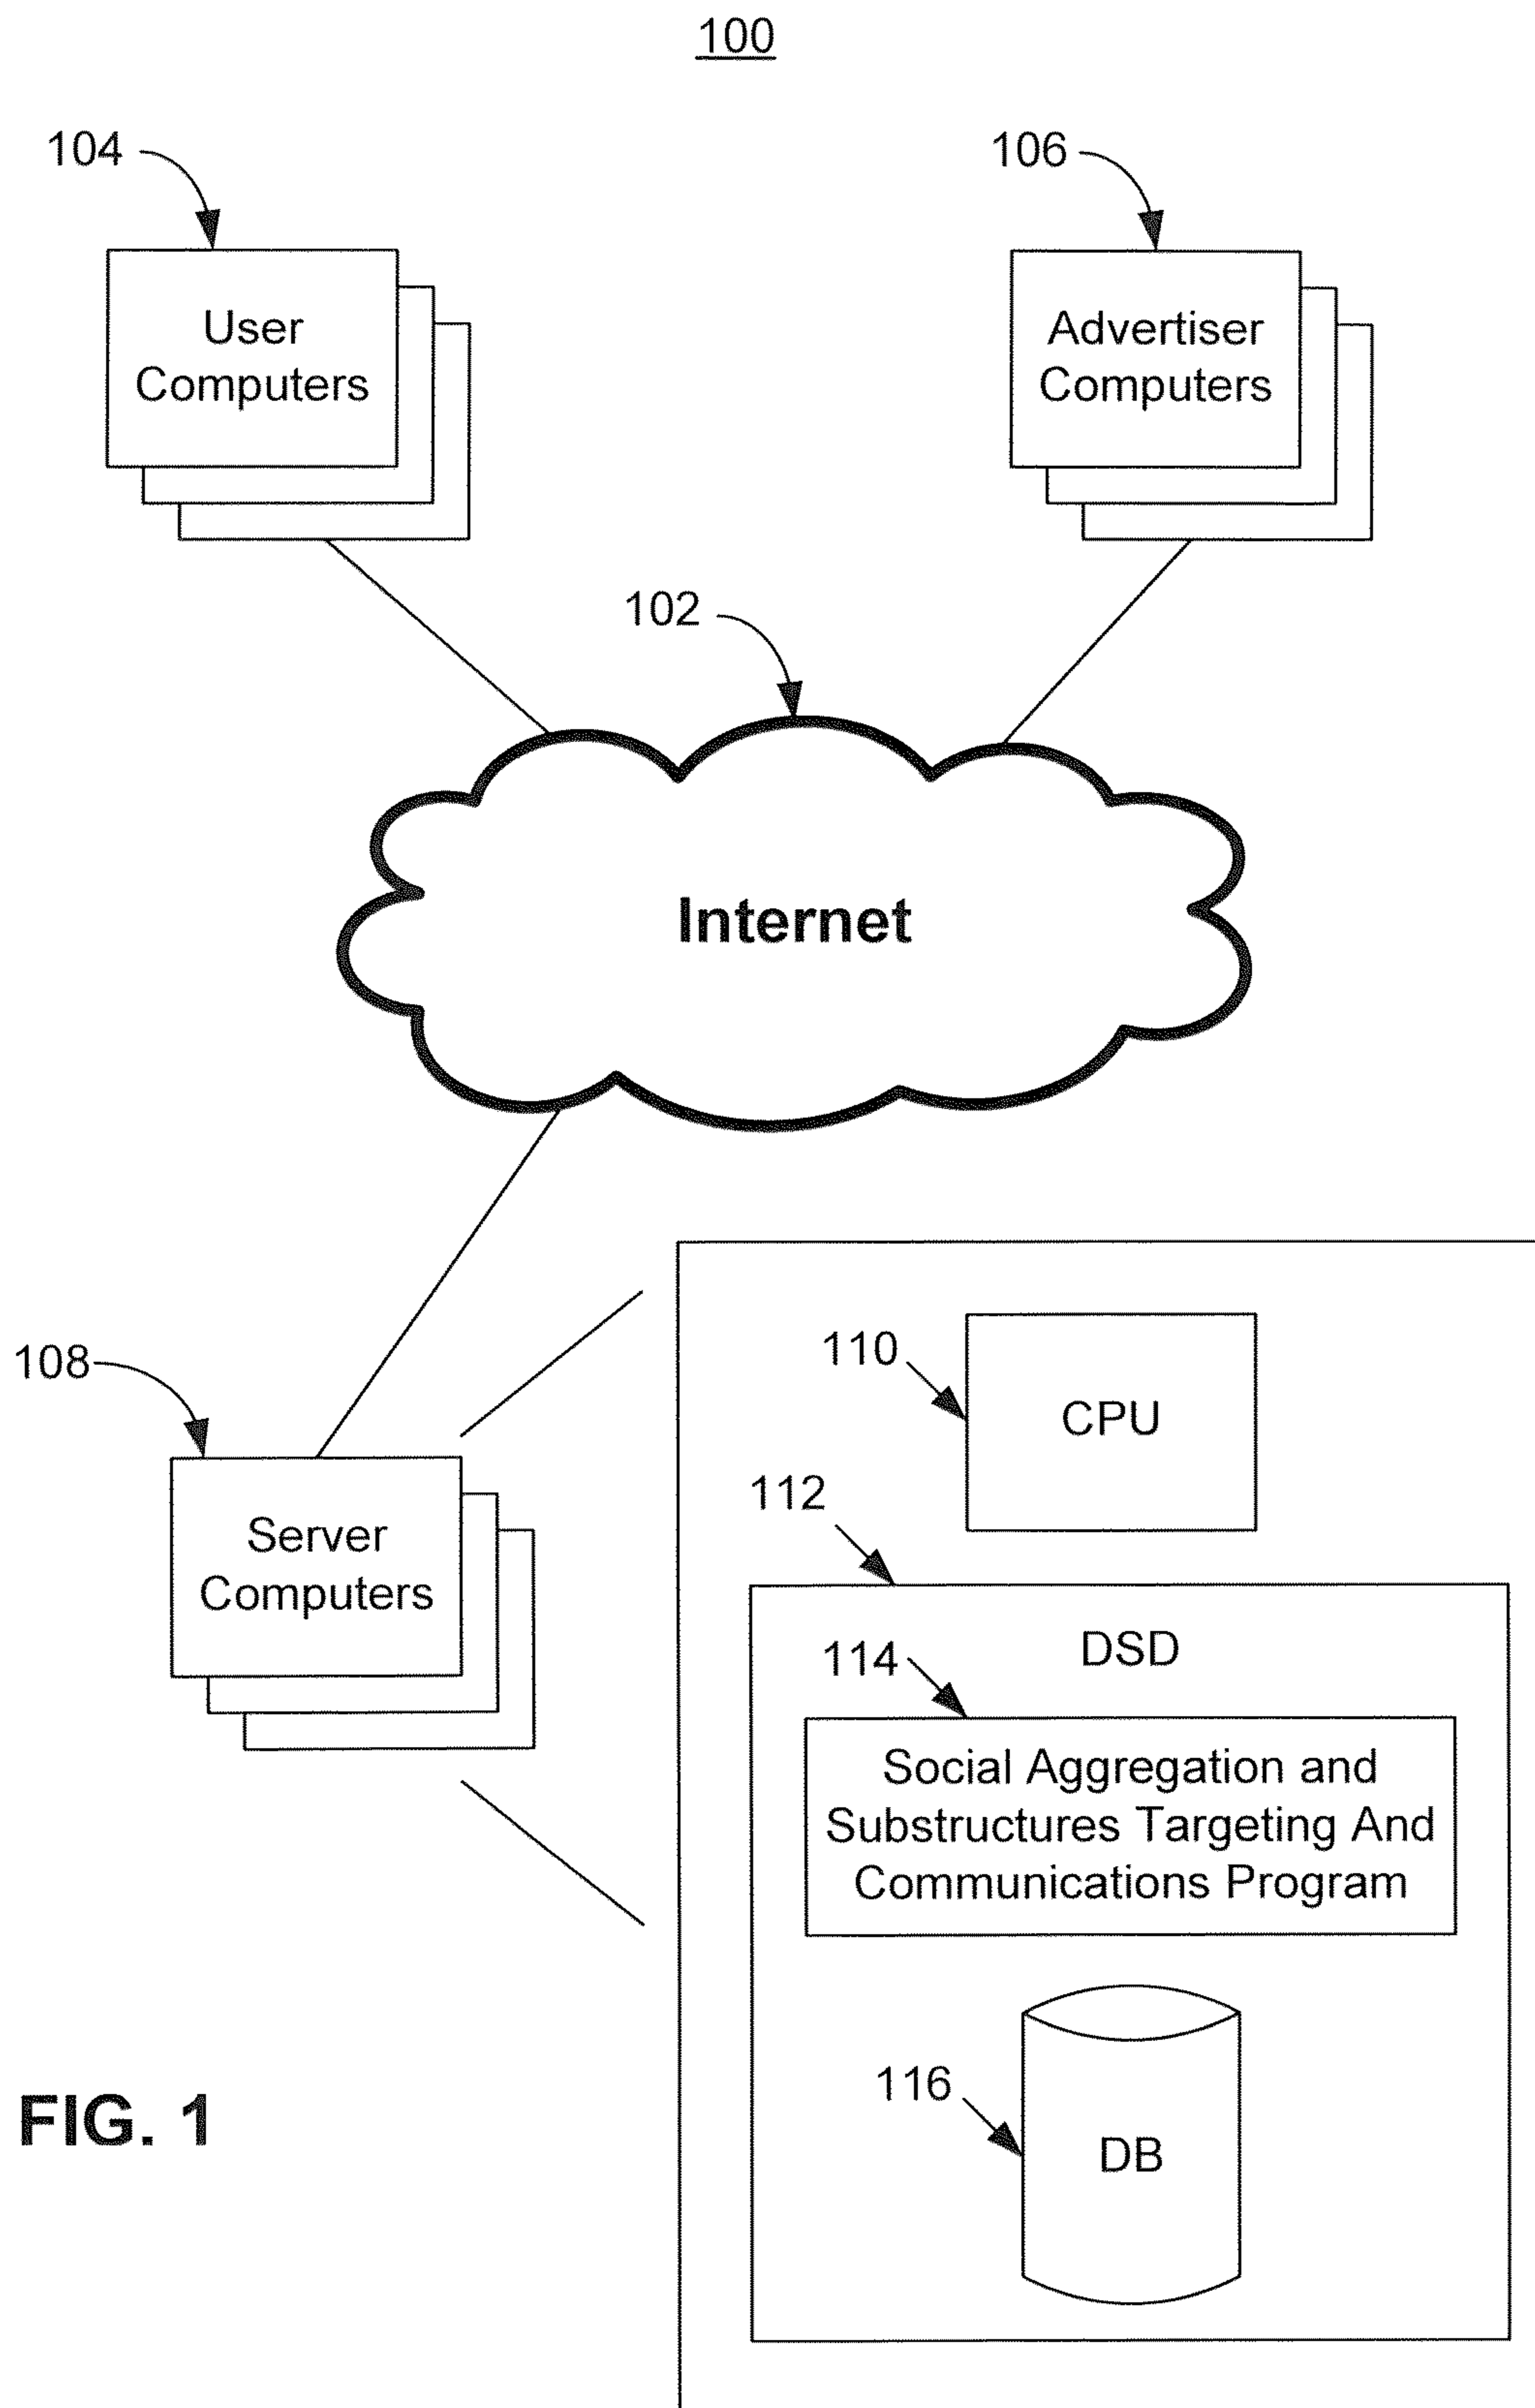 100
104
106
User
Computers
Advertiser
Computers
102
Internet
108
110
CPU
Server
Computers
112
DSD
114
Social Aggregation and
Substructures Targeting And
Communications Program
116
DB
FIG. 1